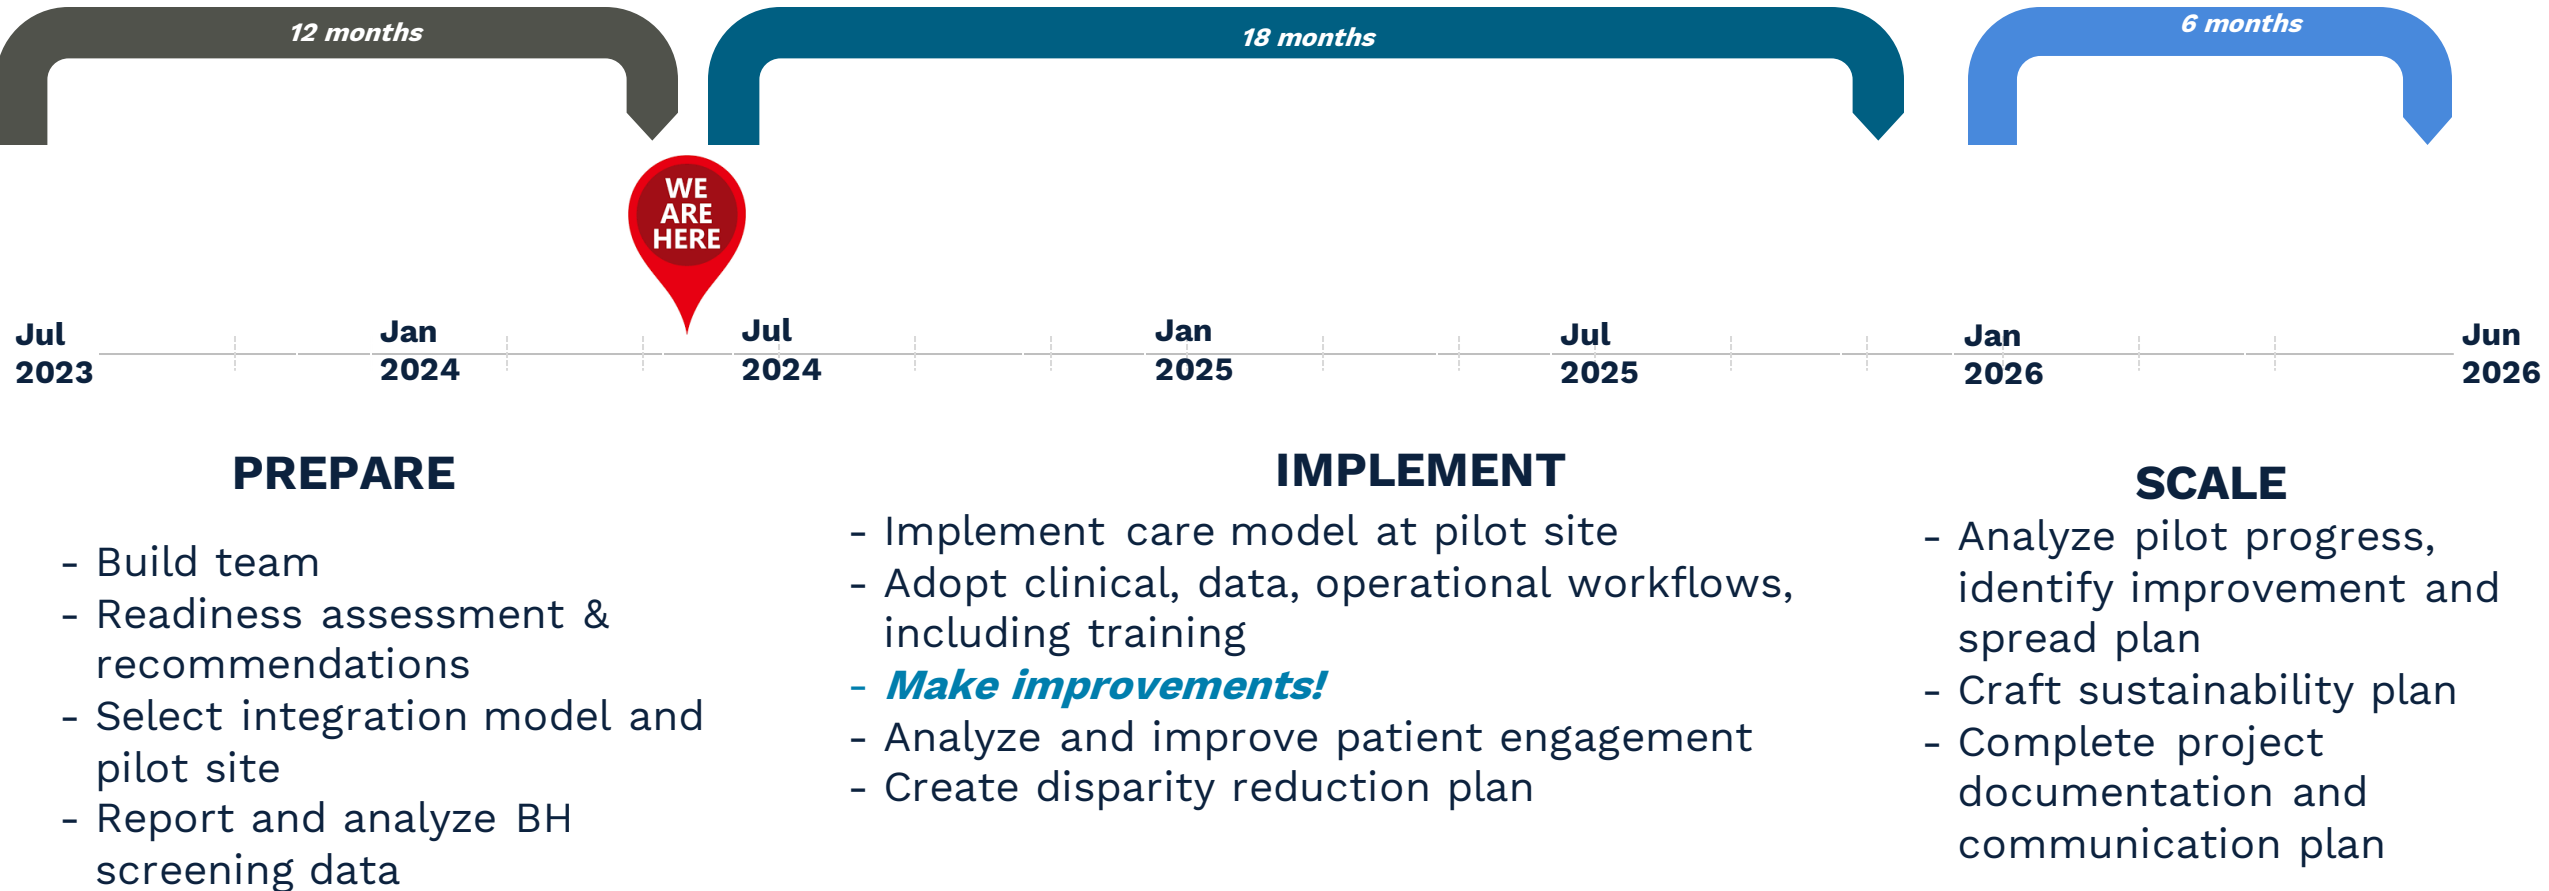 12 months
18 months
6 months
WE
ARE
HERE
Jul
2023
Jan
2024
Jul
2024
Jan
2025
Jul
2025
Jan
2026
Jun
2026
PREPARE
- Build team
- Readiness assessment &
recommendations
- Select integration model and
pilot site
- Report and analyze BH
screening data
IMPLEMENT
- Implement care model at pilot site
- Adopt clinical, data, operational workflows,
including training
- Make improvements!
- Analyze and improve patient engagement
- Create disparity reduction plan
SCALE
- Analyze pilot progress,
identify improvement and
spread plan
- Craft sustainability plan
- Complete project
documentation and
communication plan